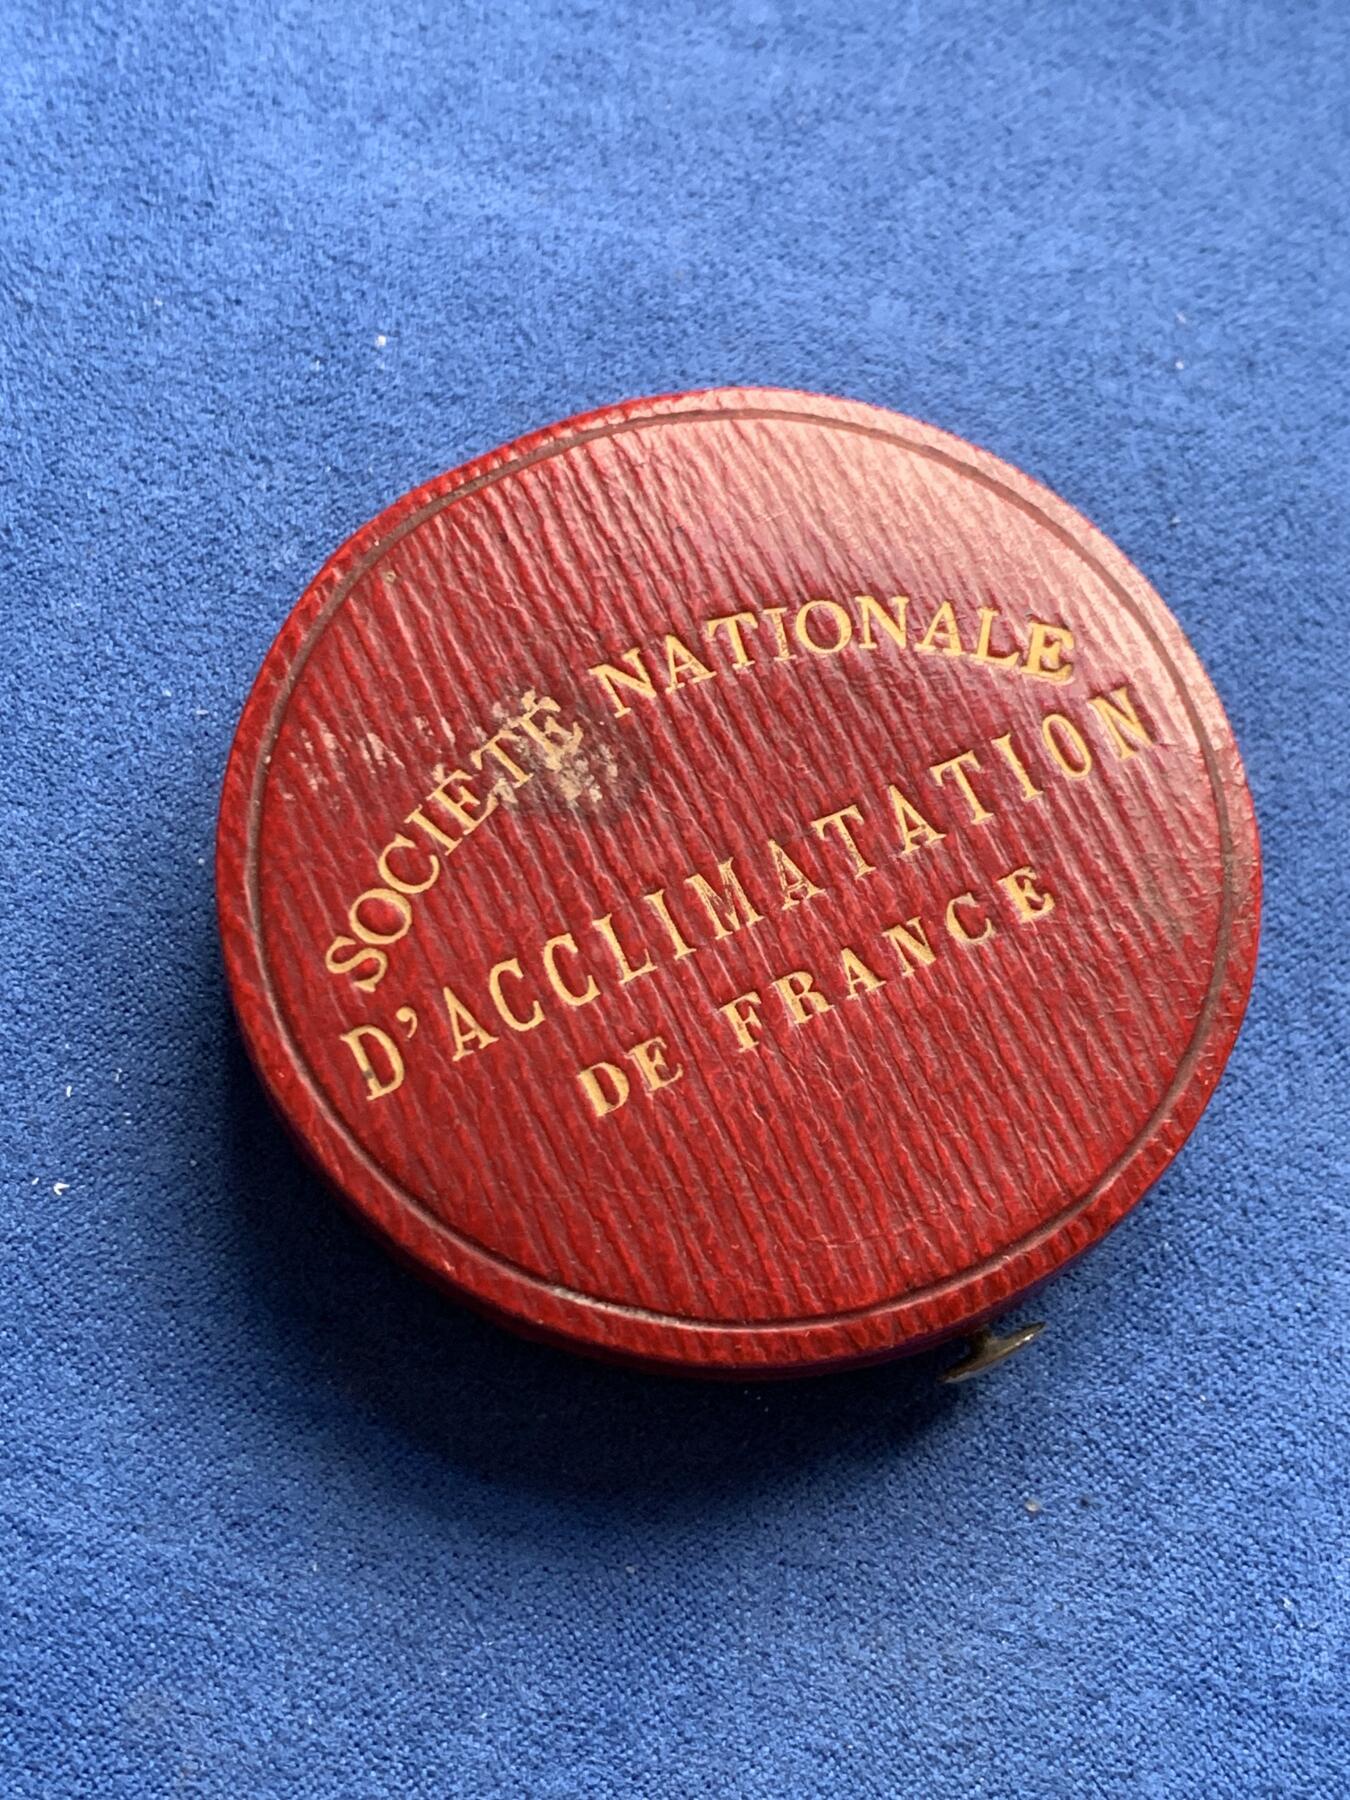 SOCIÉTÉ NATIONALE
D'ACCLIMATATION
DE FRANCE